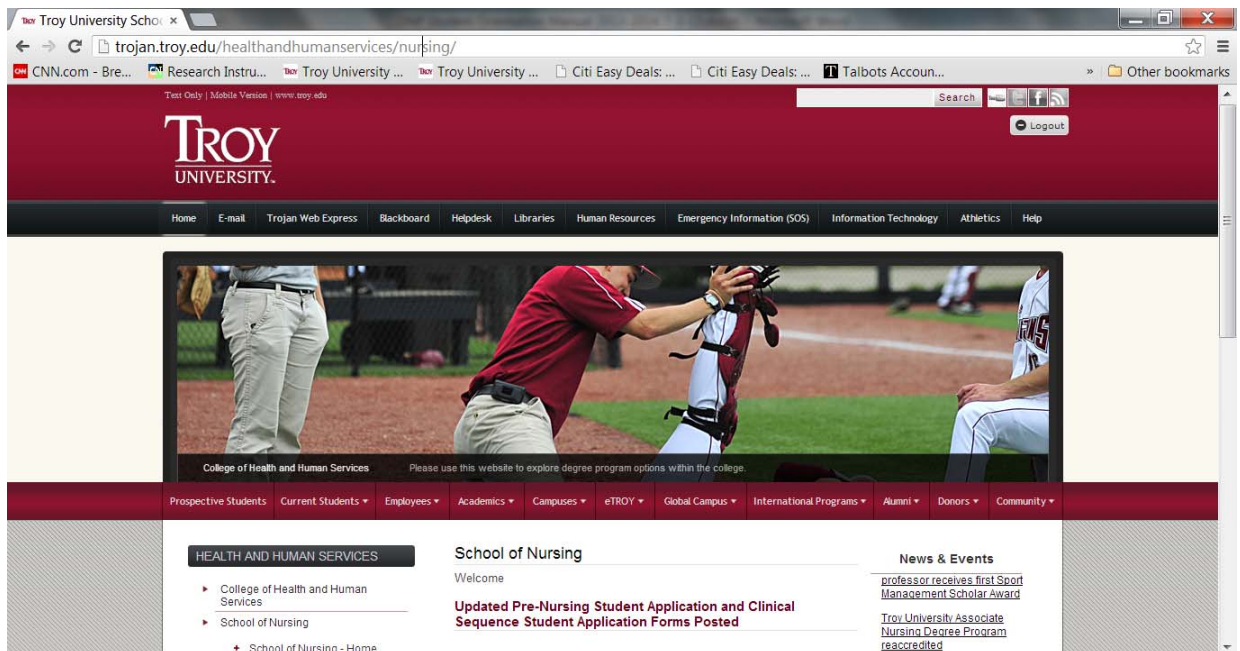 Troy University Scho
trojan.troy.edu/healthandhumanservices/nursing/
CNN.com - Bre... Research Instru... Troy University ... Troy University ... Citi Easy Deals: ... Citi Easy Deals: ... Talbots Accoun... » Other bookmarks
Text Only | Mobile Version | www.troy.edu
Search
Logout
TROY
UNIVERSITY
Home E-mail Trojan Web Express Blackboard Helpdesk Libraries Human Resources Emergency Information (SOS) Information Technology Athletics Help
College of Health and Human Services Please use this website to explore degree program options within the college.
Prospective Students Current Students Employees Academics Campuses eTROY Global Campus International Programs Alumni Donors Community
HEALTH AND HUMAN SERVICES
College of Health and Human
Services
School of Nursing
School of Nursing - Home
School of Nursing
Welcome
Updated Pre-Nursing Student Application and Clinical
Sequence Student Application Forms Posted
News & Events
professor receives first Sport
Management Scholar Award
Troy University Associate
Nursing Degree Program
reaccredited